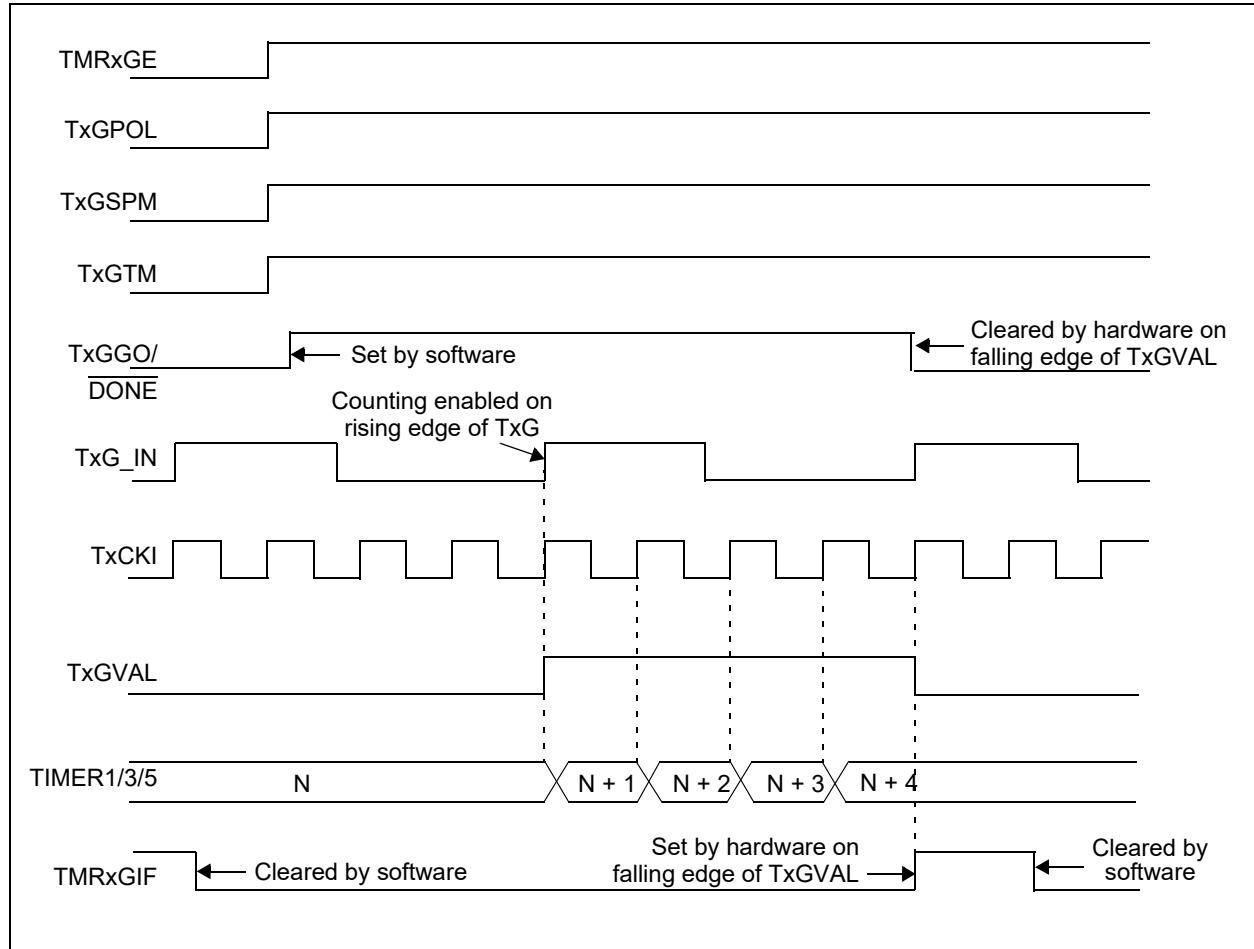 TMRxGE
TxGPOL
TxGSPM
TxGTM
TxGGO/
DONE
Set by software
Cleared by hardware on
falling edge of TxGVAL
Counting enabled on
rising edge of TxG
TxG_IN
TxCKI
TxGVAL
TIMER1/3/5
N
N + 1
N + 2
N + 3
N + 4
TMRxGIF
Cleared by software
Set by hardware on
falling edge of TxGVAL
Cleared by
software